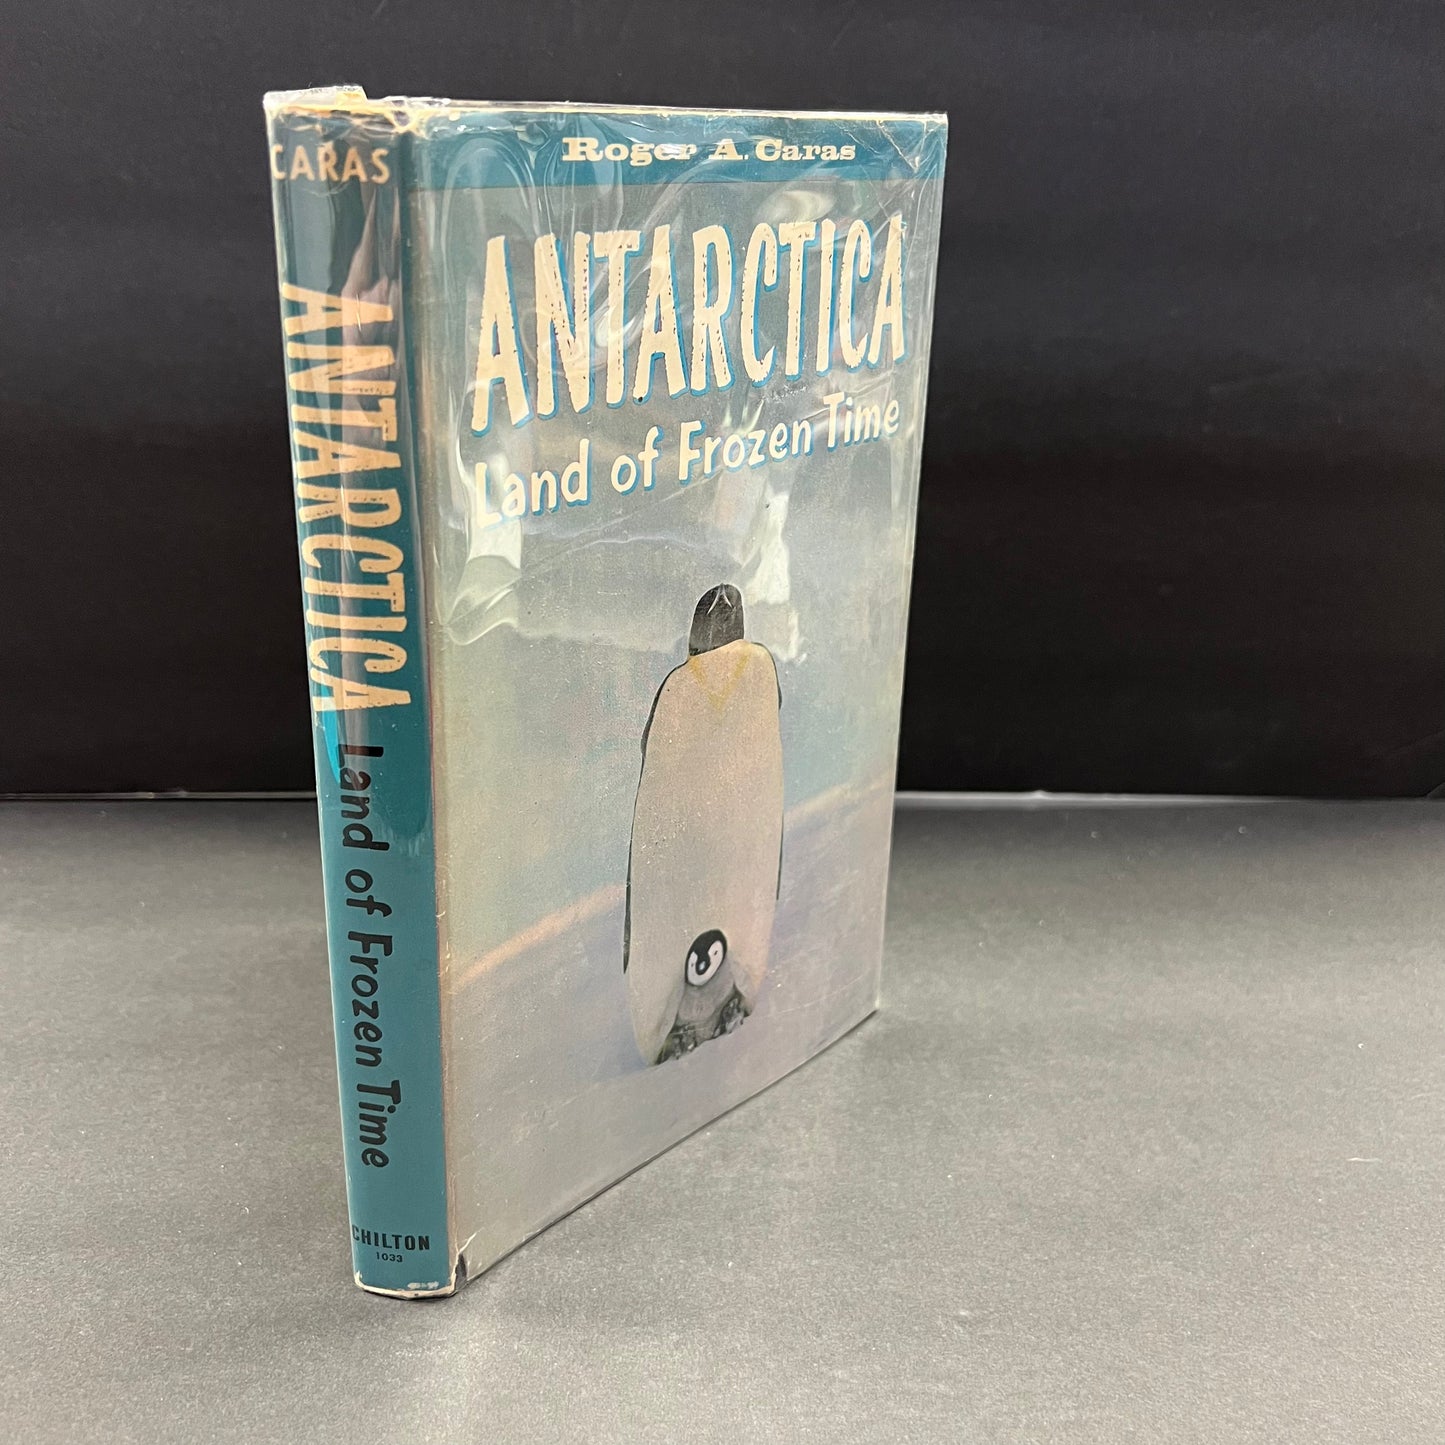 CARAS
ANTARCTICA Land of Frozen Time
CHILTON
1033
Roger A. Caras
ANTARCTICA
Land of Frozen Time